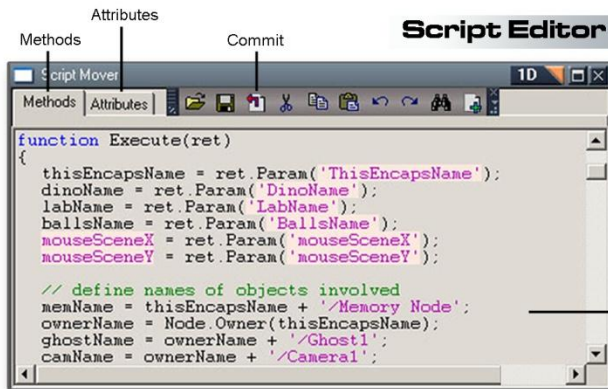 Attributes
Methods
Commit
Script Editor
Script Mover
1D
Methods
Attributes
function Execute(ret)
{
thisEncapsName = ret.Param('ThisEncapsName');
dinoName = ret.Param('DinoName');
labName = ret.Param('LabName');
ballsName = ret.Param('BallsName');
mouseSceneX = ret.Param('mouseSceneX');
mouseSceneY = ret.Param('mouseSceneY');
// define names of objects involved
memName = thisEncapsName + '/Memory Node';
ownerName = Node.Owner(thisEncapsName);
ghostName = ownerName + '/Ghost1';
camName = ownerName + '/Camera1';